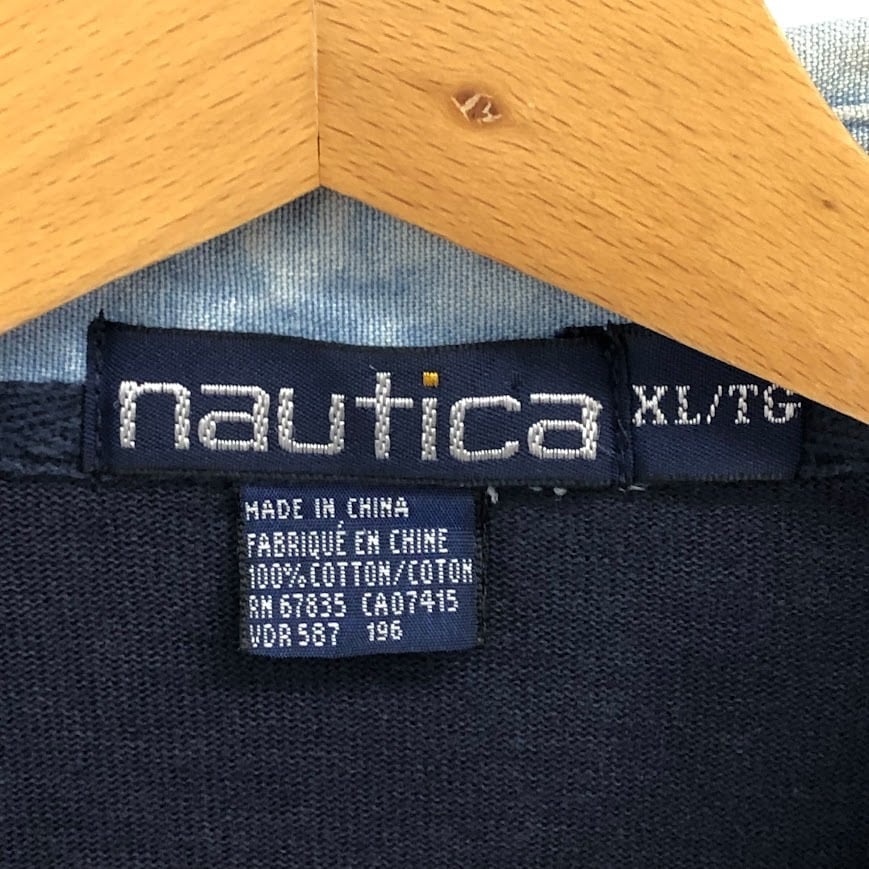 nautica
XL/TG
MADE IN CHINA
FABRIQUÉ EN CHINE
100% COTTON/COTON
RN 67835 CA07415
VDR 587 196